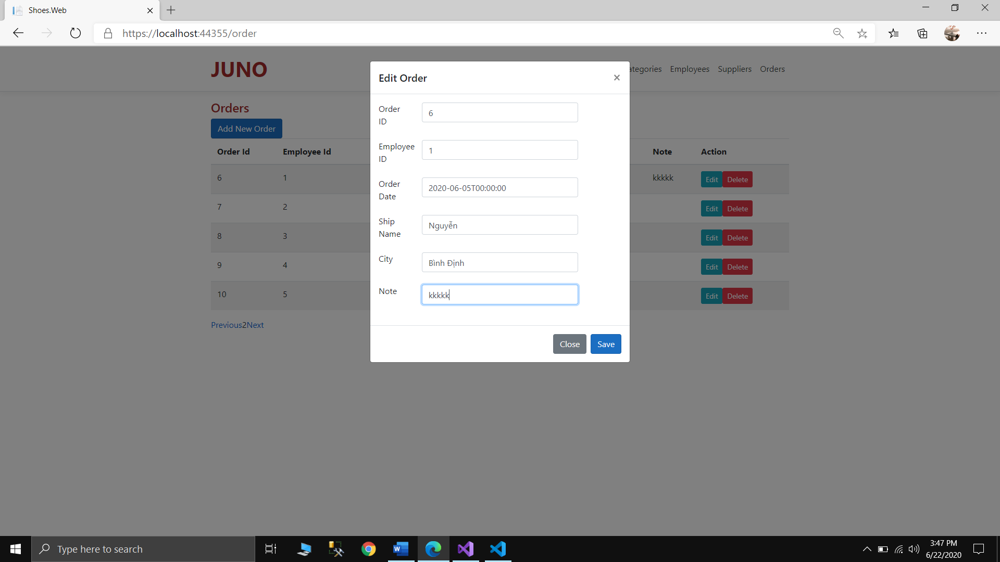 Shoes.Web
https://localhost:44355/order
JUNO
ategories Employees Suppliers Orders
Edit Order
Orders
Add New Order
Order Id Employee Id Note Action
6 1 kkkkk Edit Delete
7 2 Edit Delete
8 3 Edit Delete
9 4 Edit Delete
10 5 Edit Delete
Previous2Next
Order
ID
6
Employee
ID
1
Order
Date
2020-06-05T00:00:00
Ship
Name
Nguyễn
City
Bình Định
Note
kkkkk
Close Save
Type here to search
3:47 PM
6/22/2020